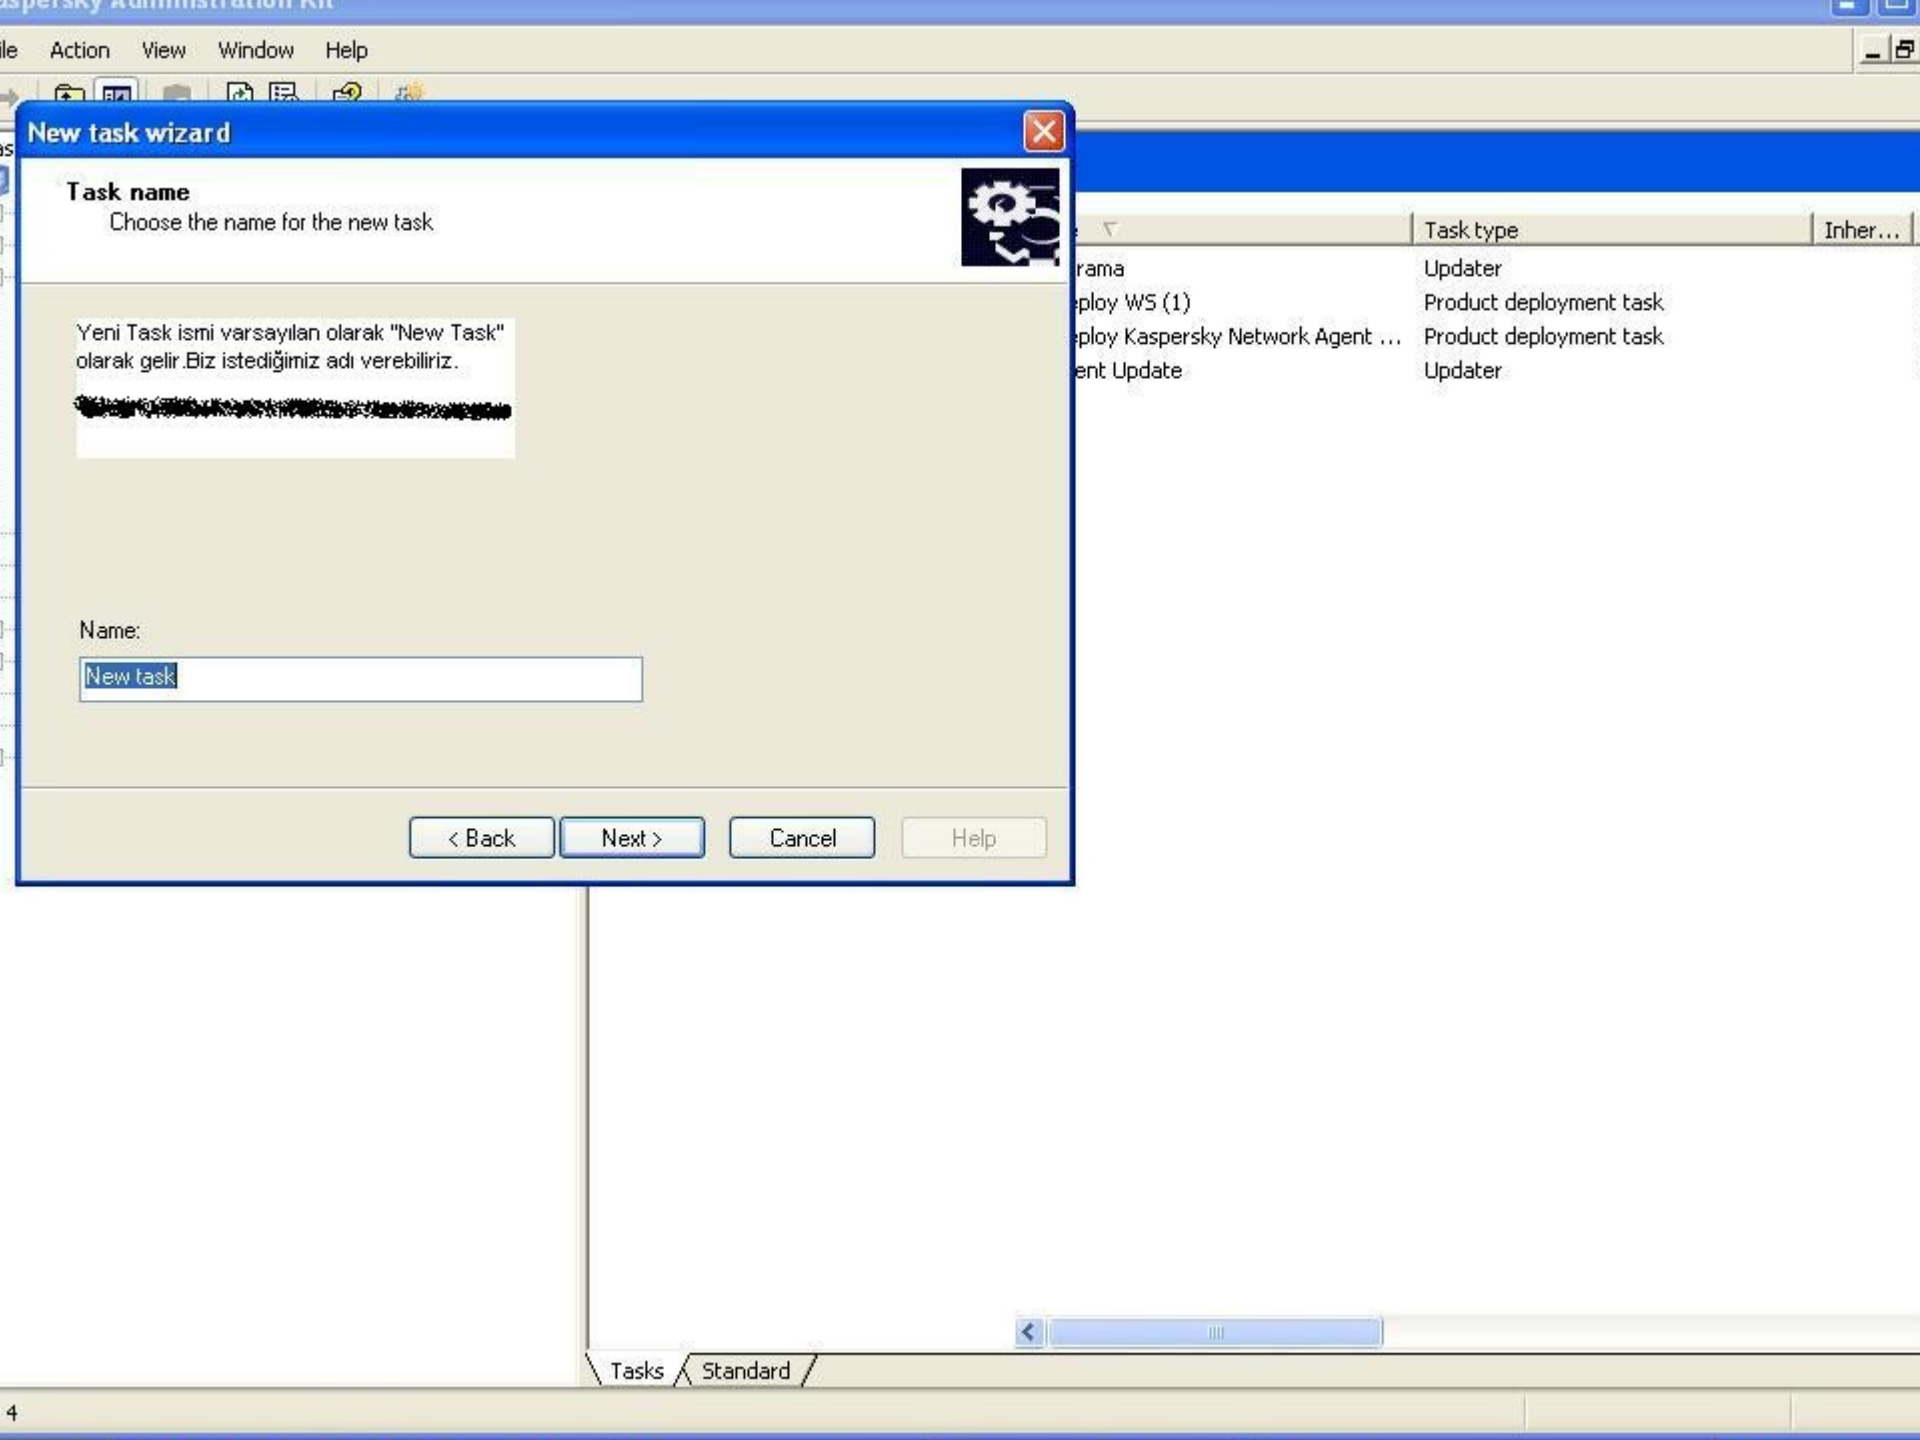 Kaspersky Administration Kit
Action View Window Help
New task wizard
Task name
Choose the name for the new task
Yeni Task ismi varsayılan olarak "New Task"
olarak gelir.Biz istediğimiz adı verebiliriz.
Name:
New task
< Back Next > Cancel Help
Task type Inher...
rama Updater
ploy WS (1) Product deployment task
ploy Kaspersky Network Agent ... Product deployment task
ent Update Updater
Tasks Standard
4